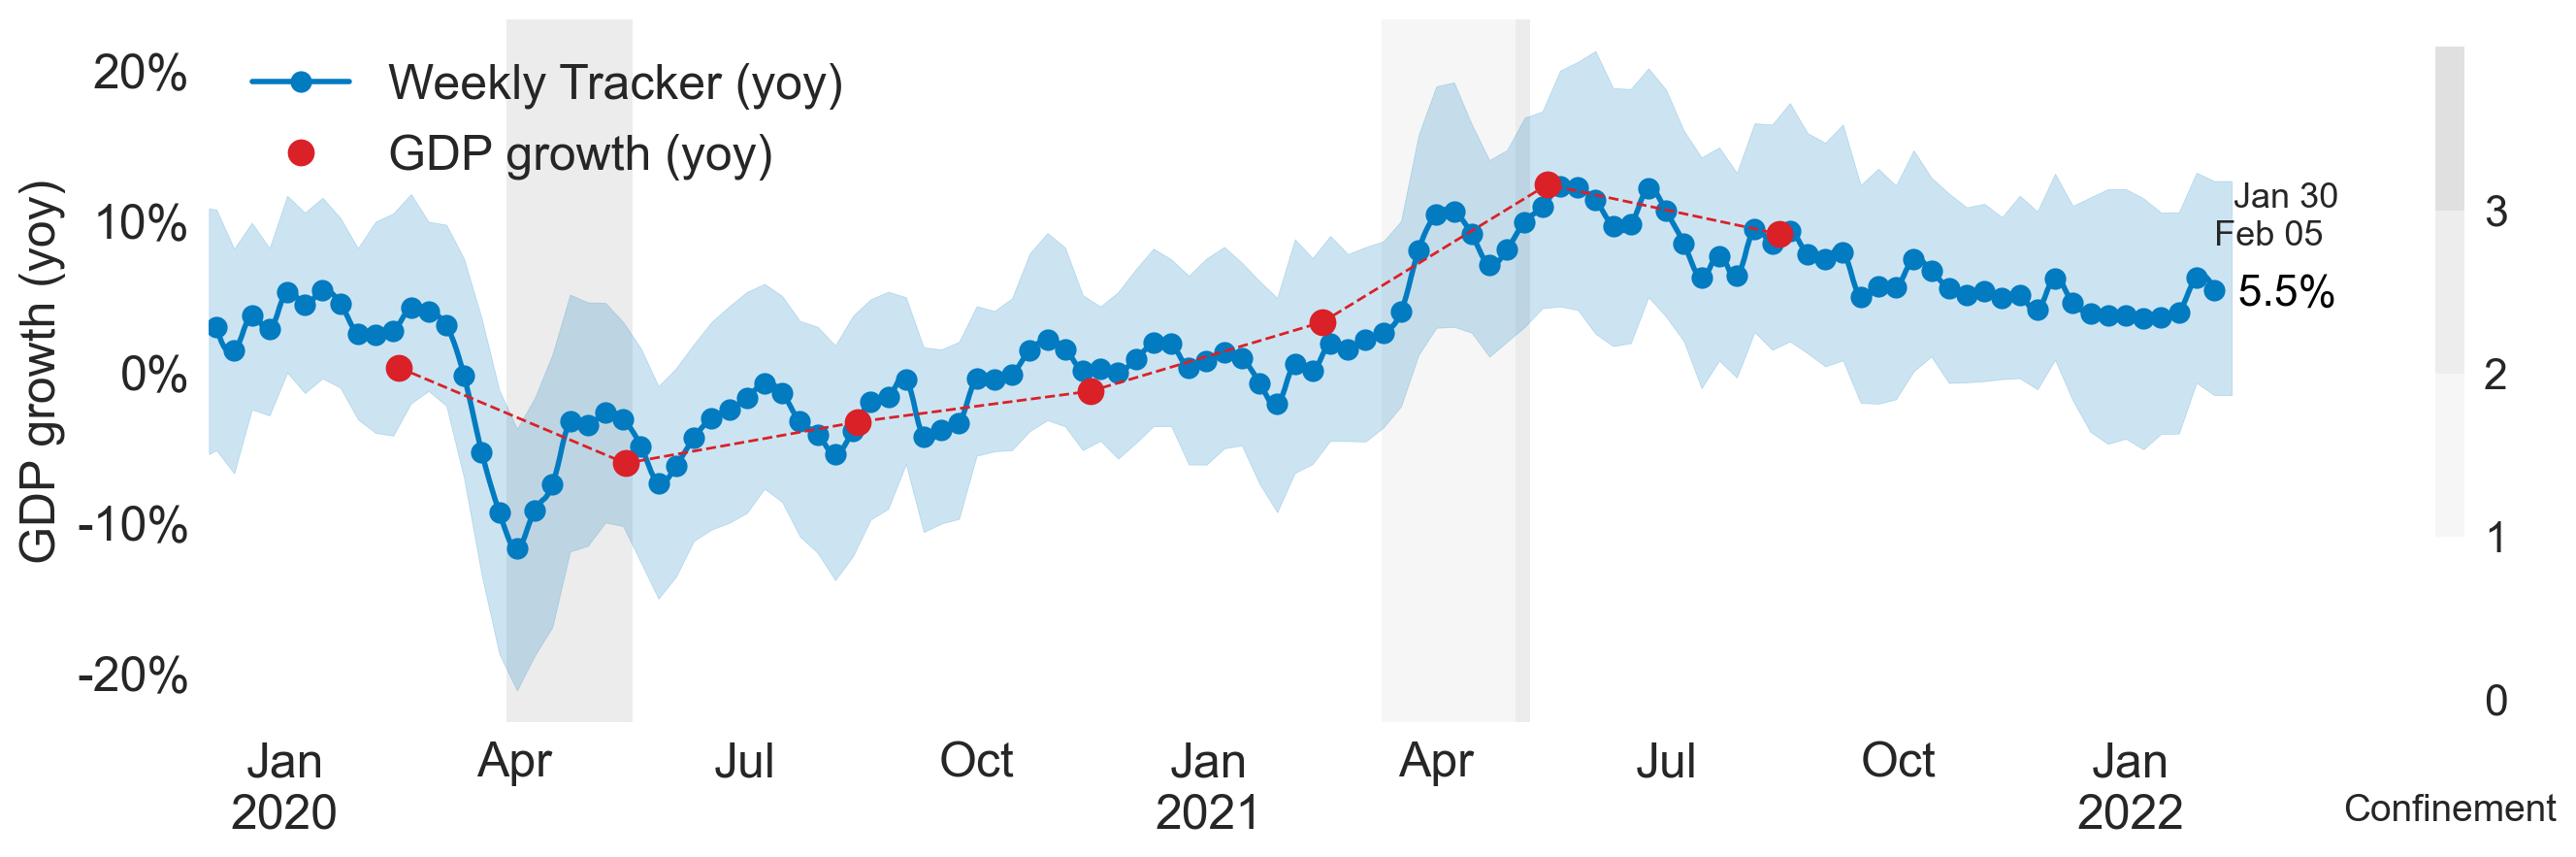 Weekly Tracker (yoy)
GDP growth (yoy)
GDP growth (yoy)
20%
10%
0%
-10%
-20%
Jan 30
Feb 05
5.5%
3
2
1
0
Jan
2020
Apr
Jul
Oct
Jan
2021
Apr
Jul
Oct
Jan
2022
Confinement